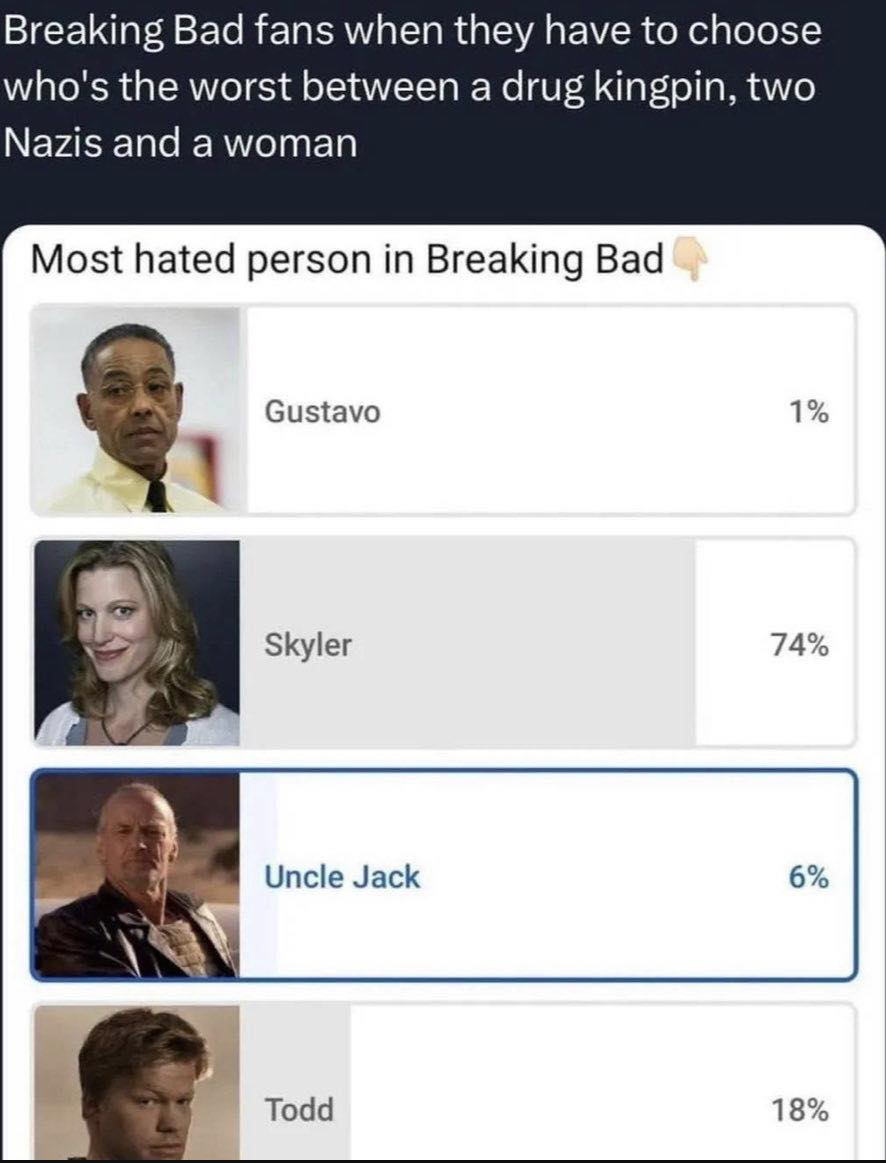 Breaking Bad fans when they have to choose
who's the worst between a drug kingpin, two
Nazis and a woman
Most hated person in Breaking Bad👇🏻
Gustavo 1%
Skyler 74%
Uncle Jack 6%
Todd 18%